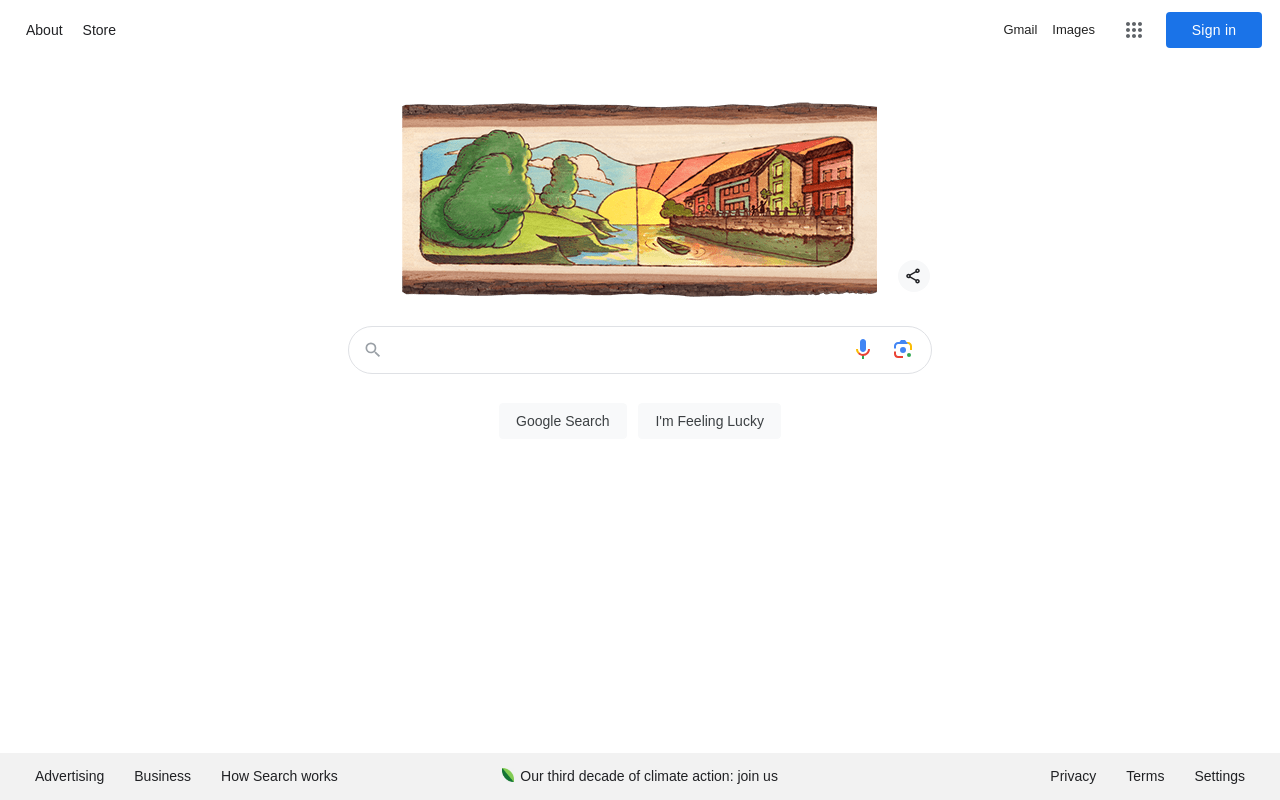 About Store Gmail Images Sign in
Google Search I'm Feeling Lucky
Advertising Business How Search works Our third decade of climate action: join us Privacy Terms Settings